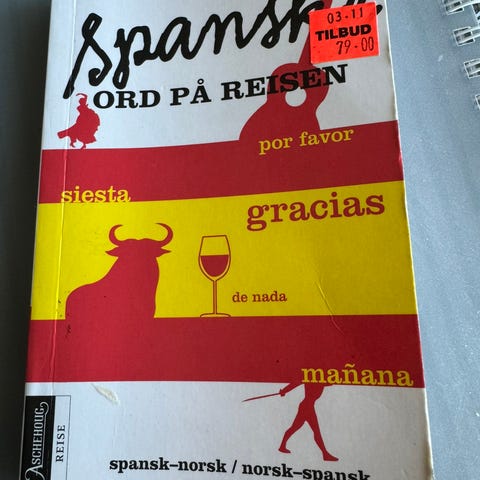 Spansk
03-11
TILBUD
79-00
ORD PÅ REISEN
por favor
siesta
gracias
de nada
mañana
ASCHEHOUG
REISE
spansk–norsk / norsk–spansk